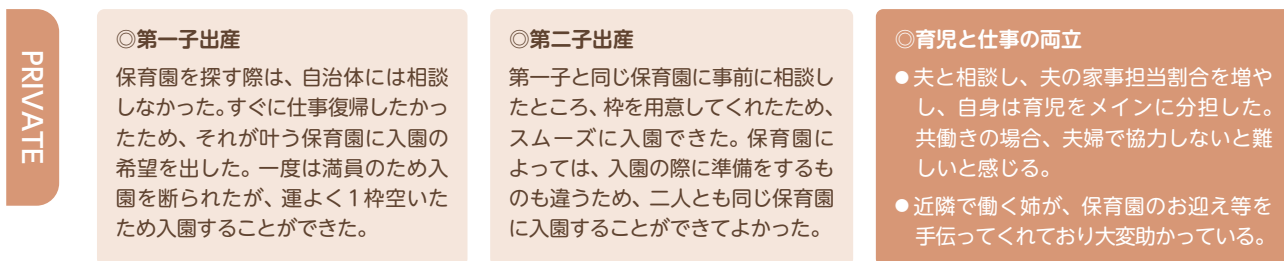 PRIVATE
◎第一子出産
保育園を探す際は、自治体には相談
しなかった。すぐに仕事復帰したかっ
たため、それが叶う保育園に入園の
希望を出した。一度は満員のため入
園を断られたが、運よく1枠空いた
ため入園することができた。
◎第二子出産
第一子と同じ保育園に事前に相談し
たところ、枠を用意してくれたため、
スムーズに入園できた。保育園に
よっては、入園の際に準備をするも
のも違うため、二人とも同じ保育園
に入園することができてよかった。
◎育児と仕事の両立
●夫と相談し、夫の家事担当割合を増や
し、自身は育児をメインに分担した。
共働きの場合、夫婦で協力しないと難
しいと感じる。
●近隣で働く姉が、保育園のお迎え等を
手伝ってくれており大変助かっている。